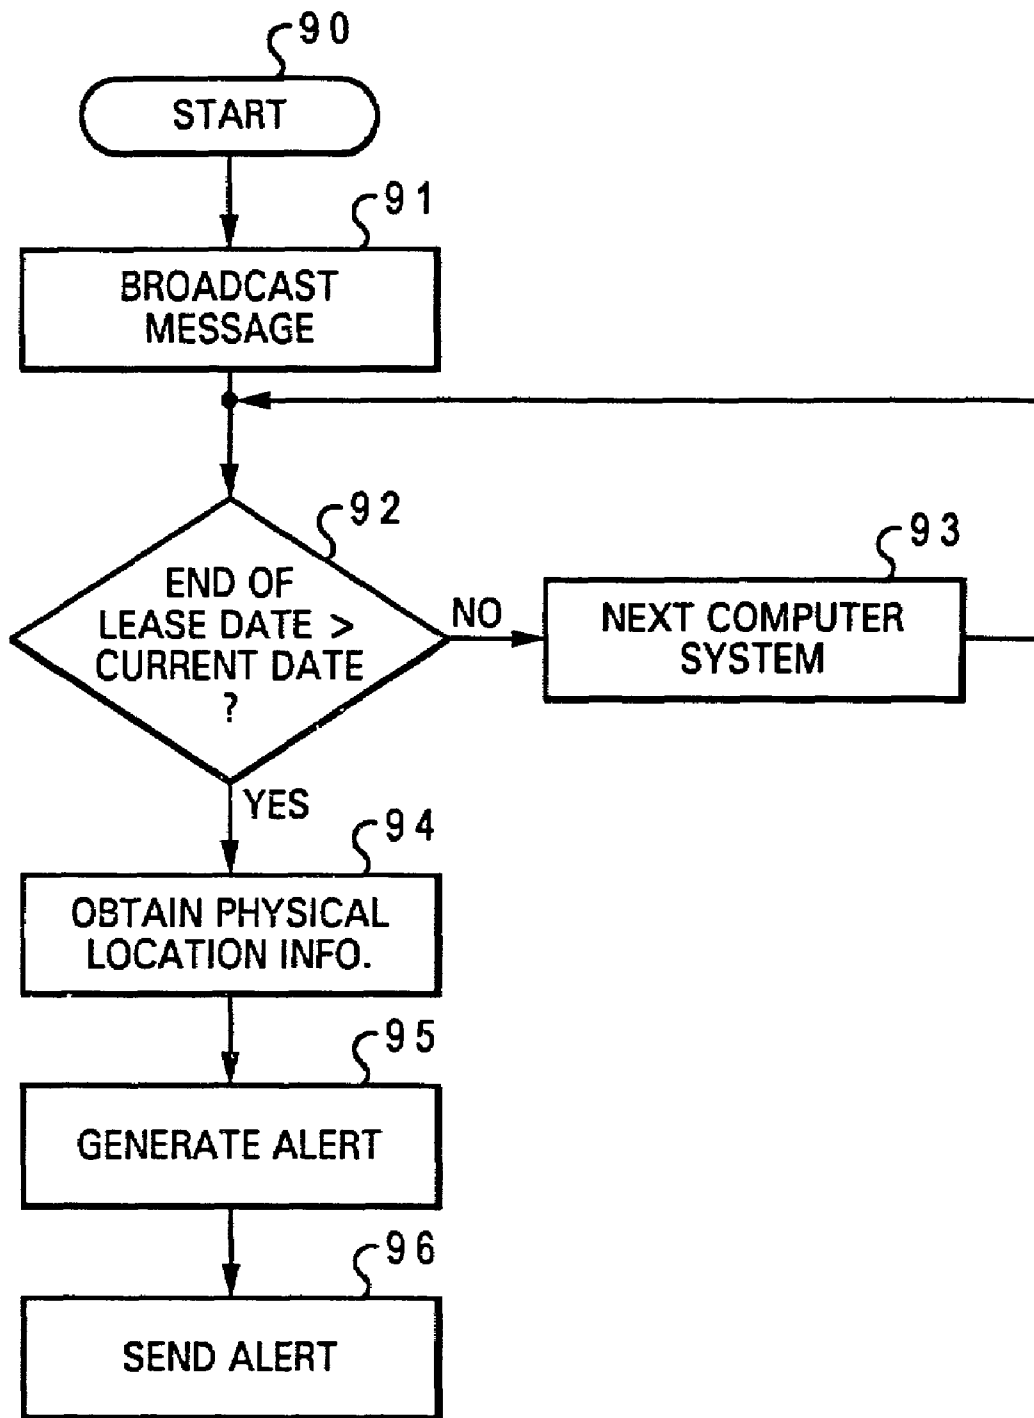 90
START
91
BROADCAST
MESSAGE
92
END OF
LEASE DATE >
CURRENT DATE
?
NO
93
NEXT COMPUTER
SYSTEM
YES
94
OBTAIN PHYSICAL
LOCATION INFO.
95
GENERATE ALERT
96
SEND ALERT